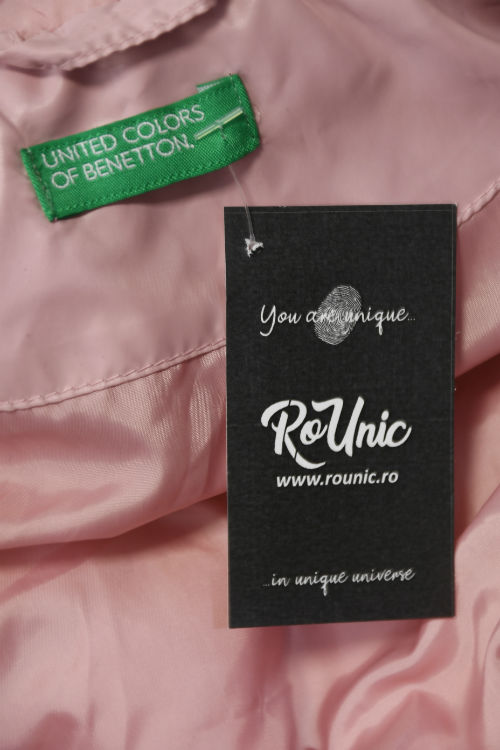 UNITED COLORS
OF BENETTON.
You are unique...
RoUnic
www.rounic.ro
...in unique universe